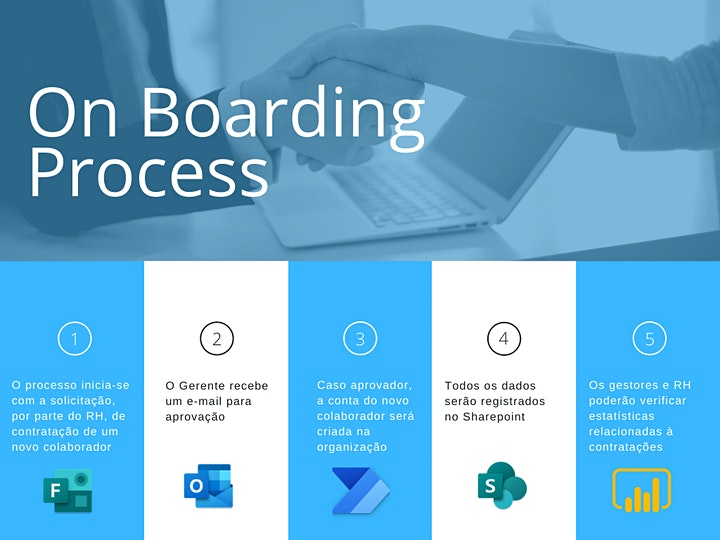 On Boarding
Process
1
O processo inicia-se
com a solicitação,
por parte do RH, de
contratação de um
novo colaborador
F
2
O Gerente recebe
um e-mail para
aprovação
O
3
Caso aprovador,
a conta do novo
colaborador será
criada na
organização
4
Todos os dados
serão registrados
no Sharepoint
S
5
Os gestores e RH
poderão verificar
estatísticas
relacionadas à
contratações